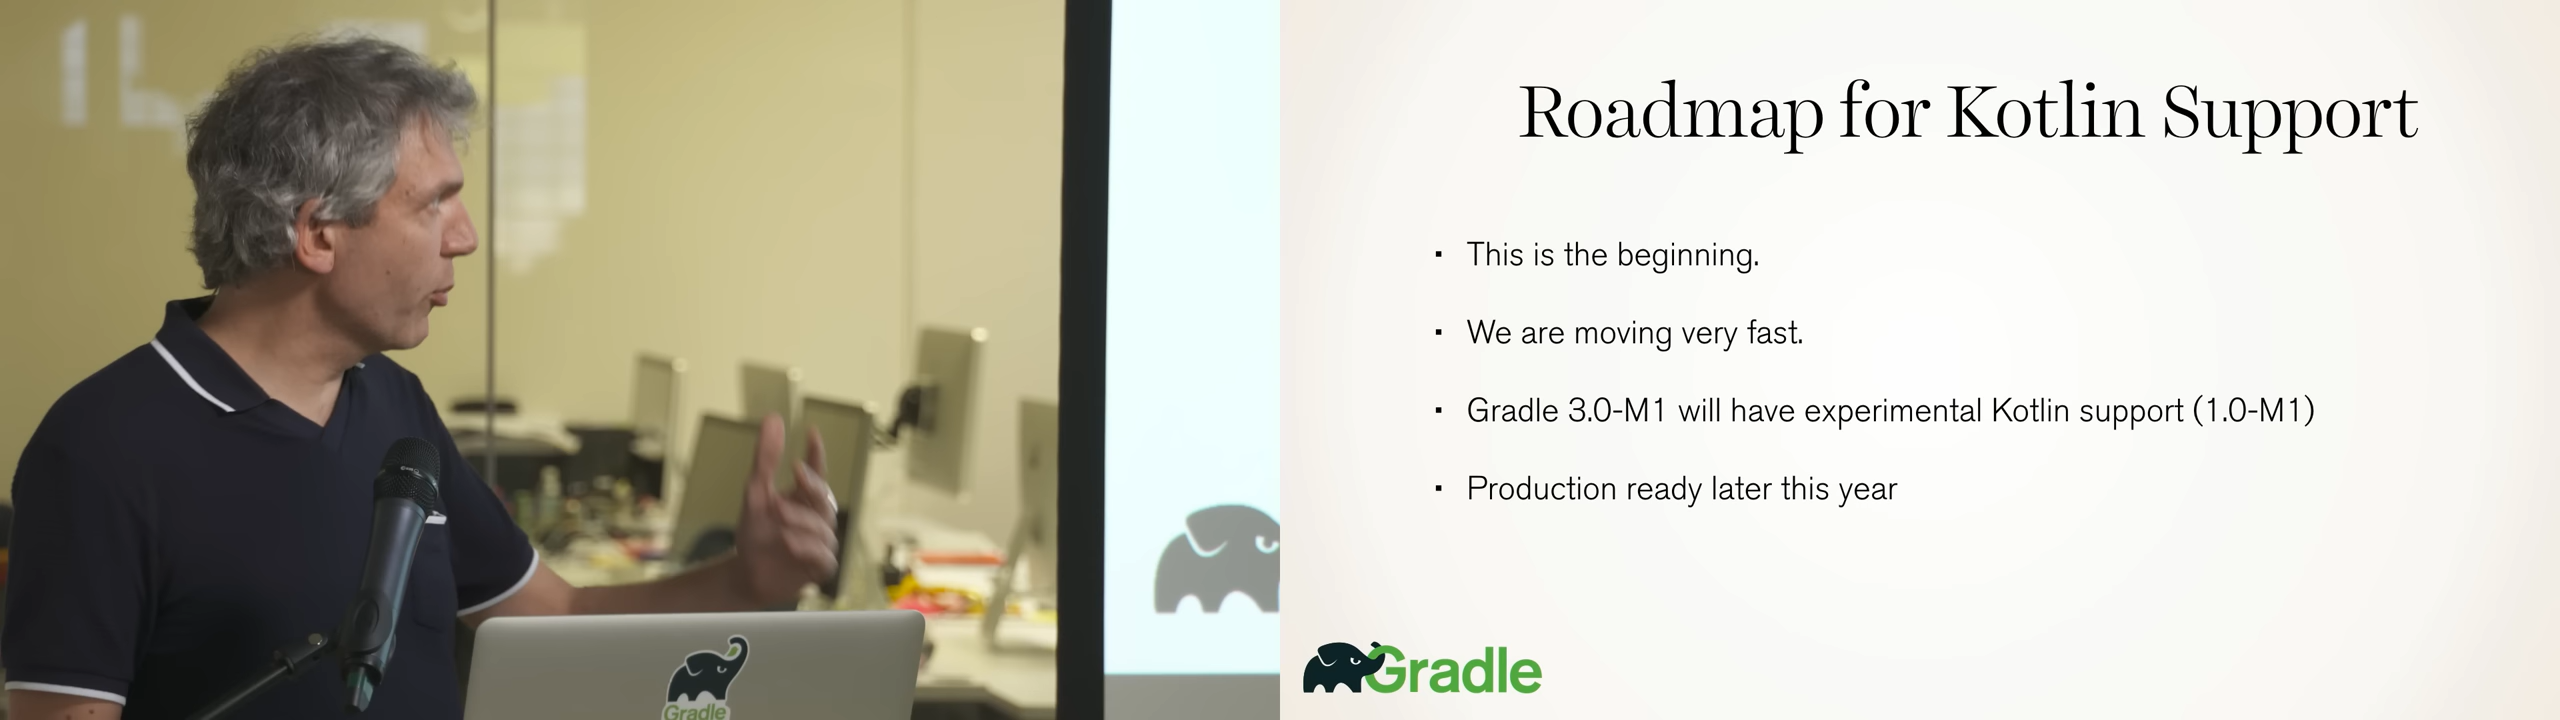 Roadmap for Kotlin Support
▪ This is the beginning.
▪ We are moving very fast.
▪ Gradle 3.0-M1 will have experimental Kotlin support (1.0-M1)
▪ Production ready later this year
Gradle
Gradle